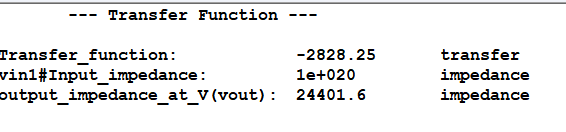 --- Transfer Function ---
Transfer_function: -2828.25 transfer
vin1#Input_impedance: 1e+020 impedance
output_impedance_at_V(vout): 24401.6 impedance